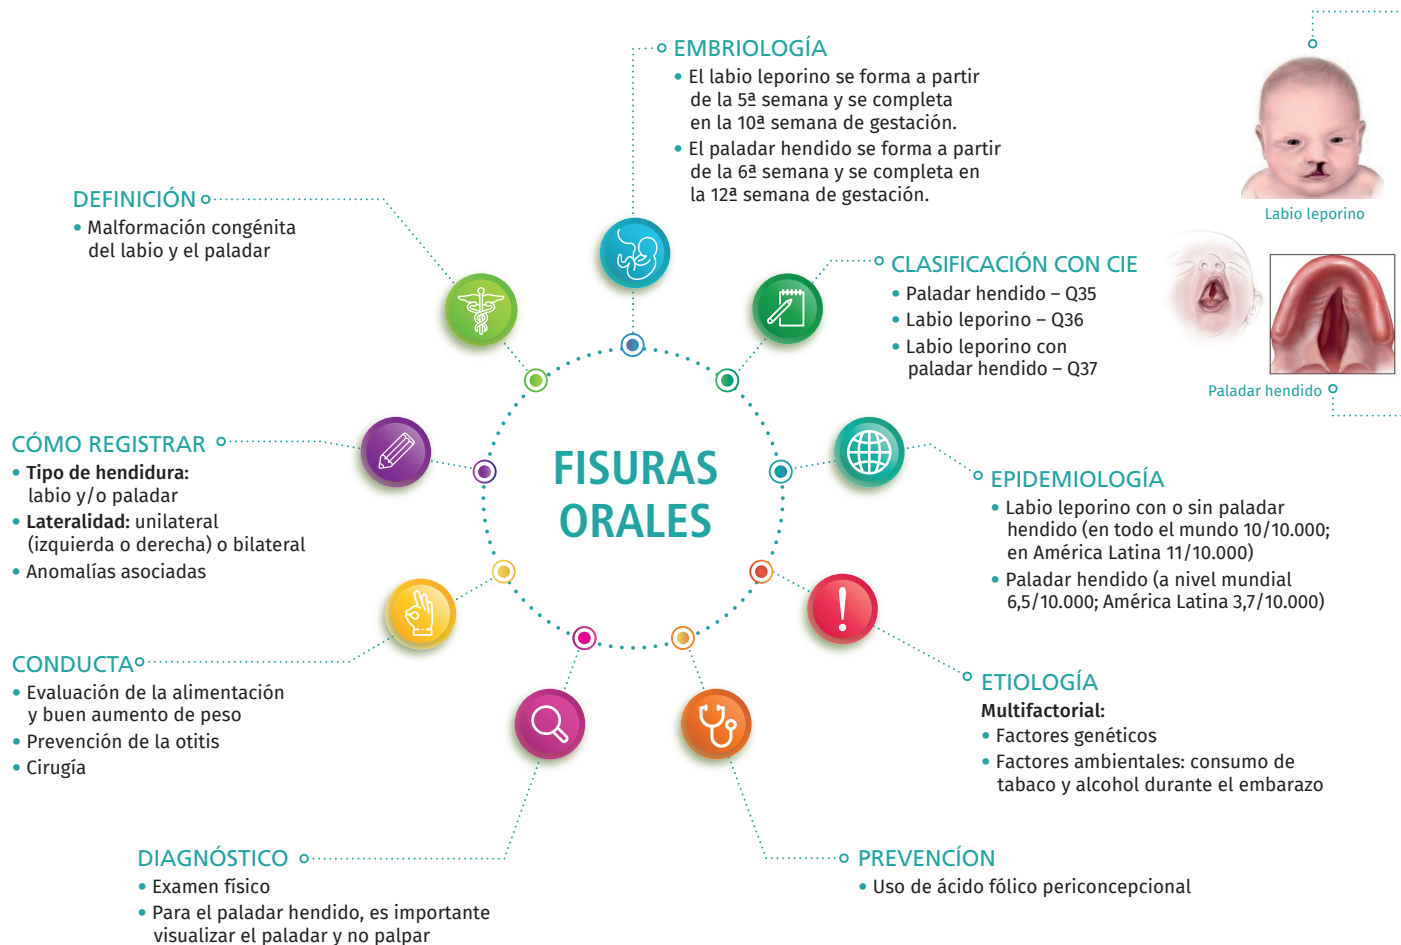 EMBRIOLOGÍA
• El labio leporino se forma a partir
de la 5ª semana y se completa
en la 10ª semana de gestación.
• El paladar hendido se forma a partir
de la 6ª semana y se completa en
la 12ª semana de gestación.
Labio leporino
DEFINICIÓN
• Malformación congénita
del labio y el paladar
CLASIFICACIÓN CON CIE
• Paladar hendido – Q35
• Labio leporino – Q36
• Labio leporino con
paladar hendido – Q37
Paladar hendido
FISURAS
ORALES
CÓMO REGISTRAR
• Tipo de hendidura:
labio y/o paladar
• Lateralidad: unilateral
(izquierda o derecha) o bilateral
• Anomalías asociadas
EPIDEMIOLOGÍA
• Labio leporino con o sin paladar
hendido (en todo el mundo 10/10.000;
en América Latina 11/10.000)
• Paladar hendido (a nivel mundial
6,5/10.000; América Latina 3,7/10.000)
CONDUCTA
• Evaluación de la alimentación
y buen aumento de peso
• Prevención de la otitis
• Cirugía
ETIOLOGÍA
Multifactorial:
• Factores genéticos
• Factores ambientales: consumo de
tabaco y alcohol durante el embarazo
DIAGNÓSTICO
• Examen físico
• Para el paladar hendido, es importante
visualizar el paladar y no palpar
PREVENCÍON
• Uso de ácido fólico periconcepcional